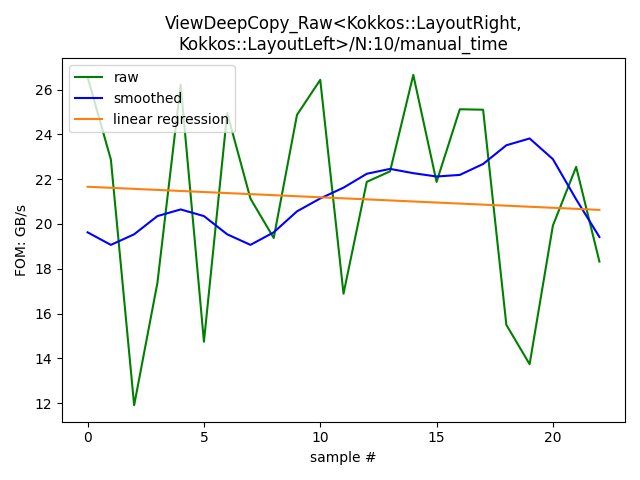 ViewDeepCopy_Raw<Kokkos::LayoutRight,
Kokkos::LayoutLeft>/N:10/manual_time
raw
smoothed
linear regression
FOM: GB/s
26
24
22
20
18
16
14
12
0
5
10
15
20
sample #